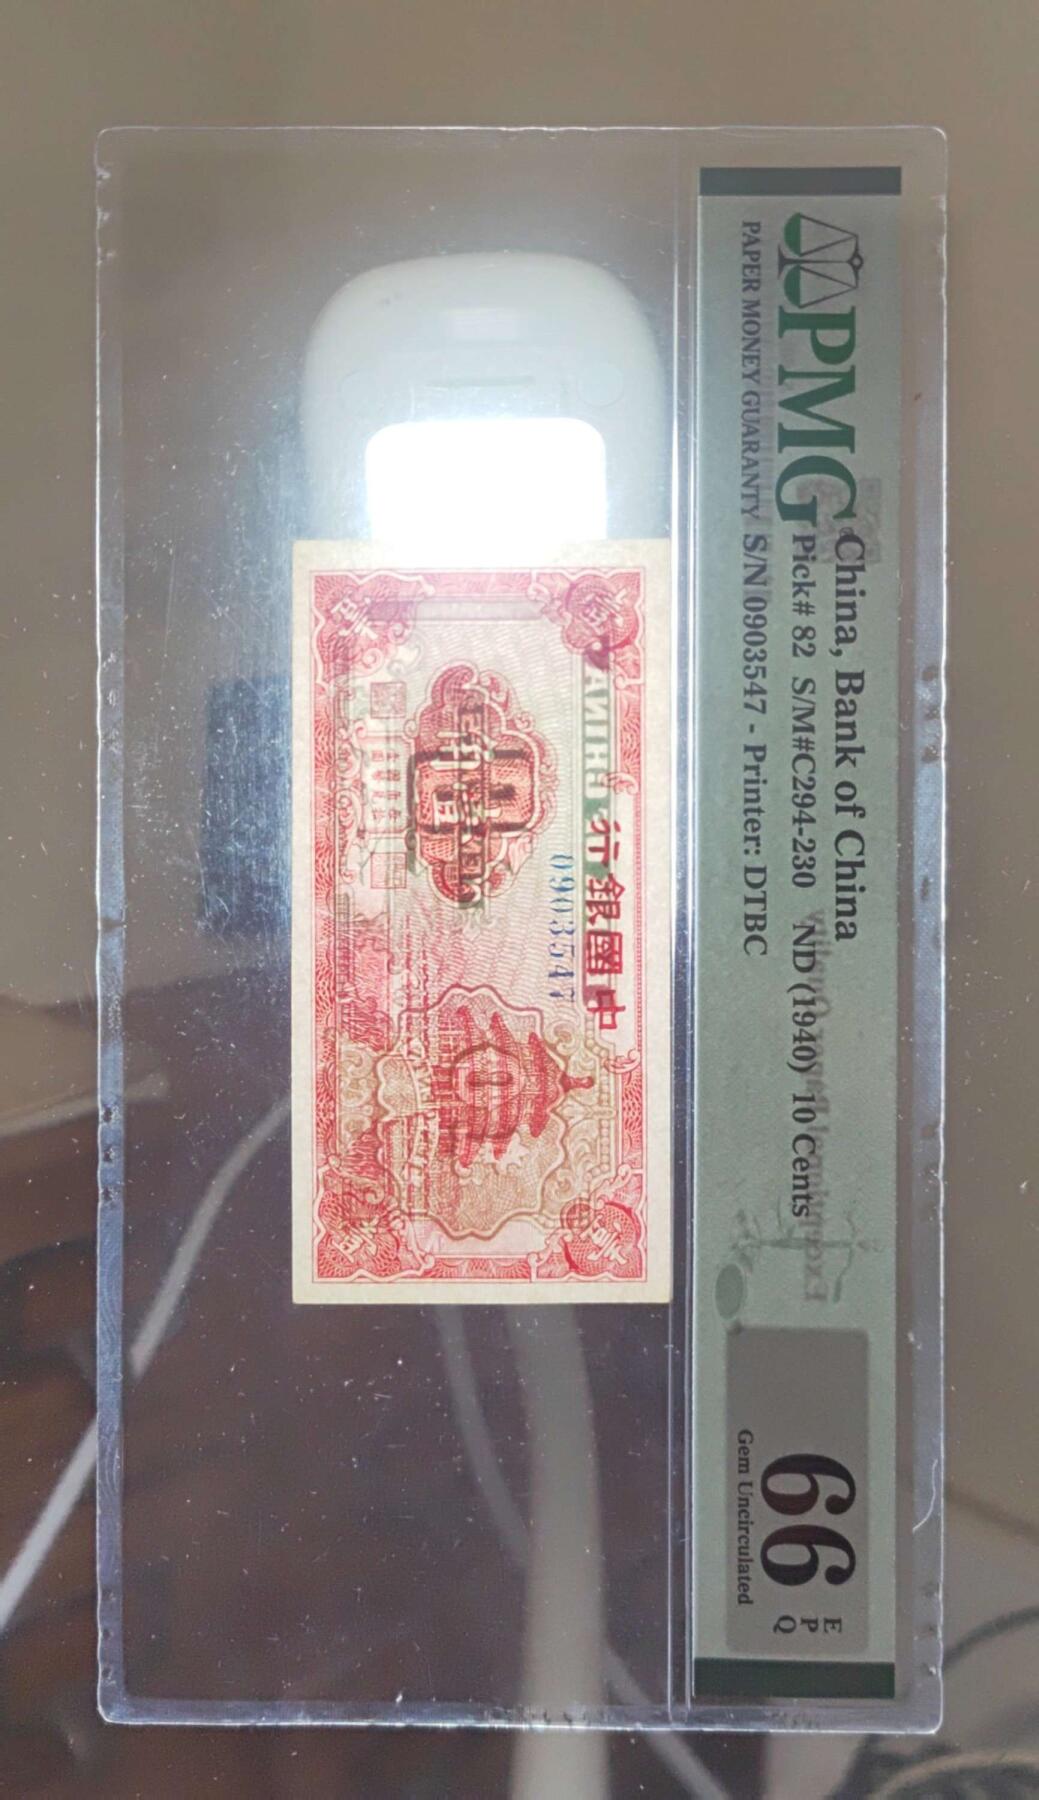 PMG
PAPER MONEY GUARANTY
China, Bank of China
Pick# 82 S/M#C294-230 ND (1940) 10 Cents
S/N 0903547 - Printer: DTBC
66
EPQ
Gem Uncirculated
行銀國中
0903547